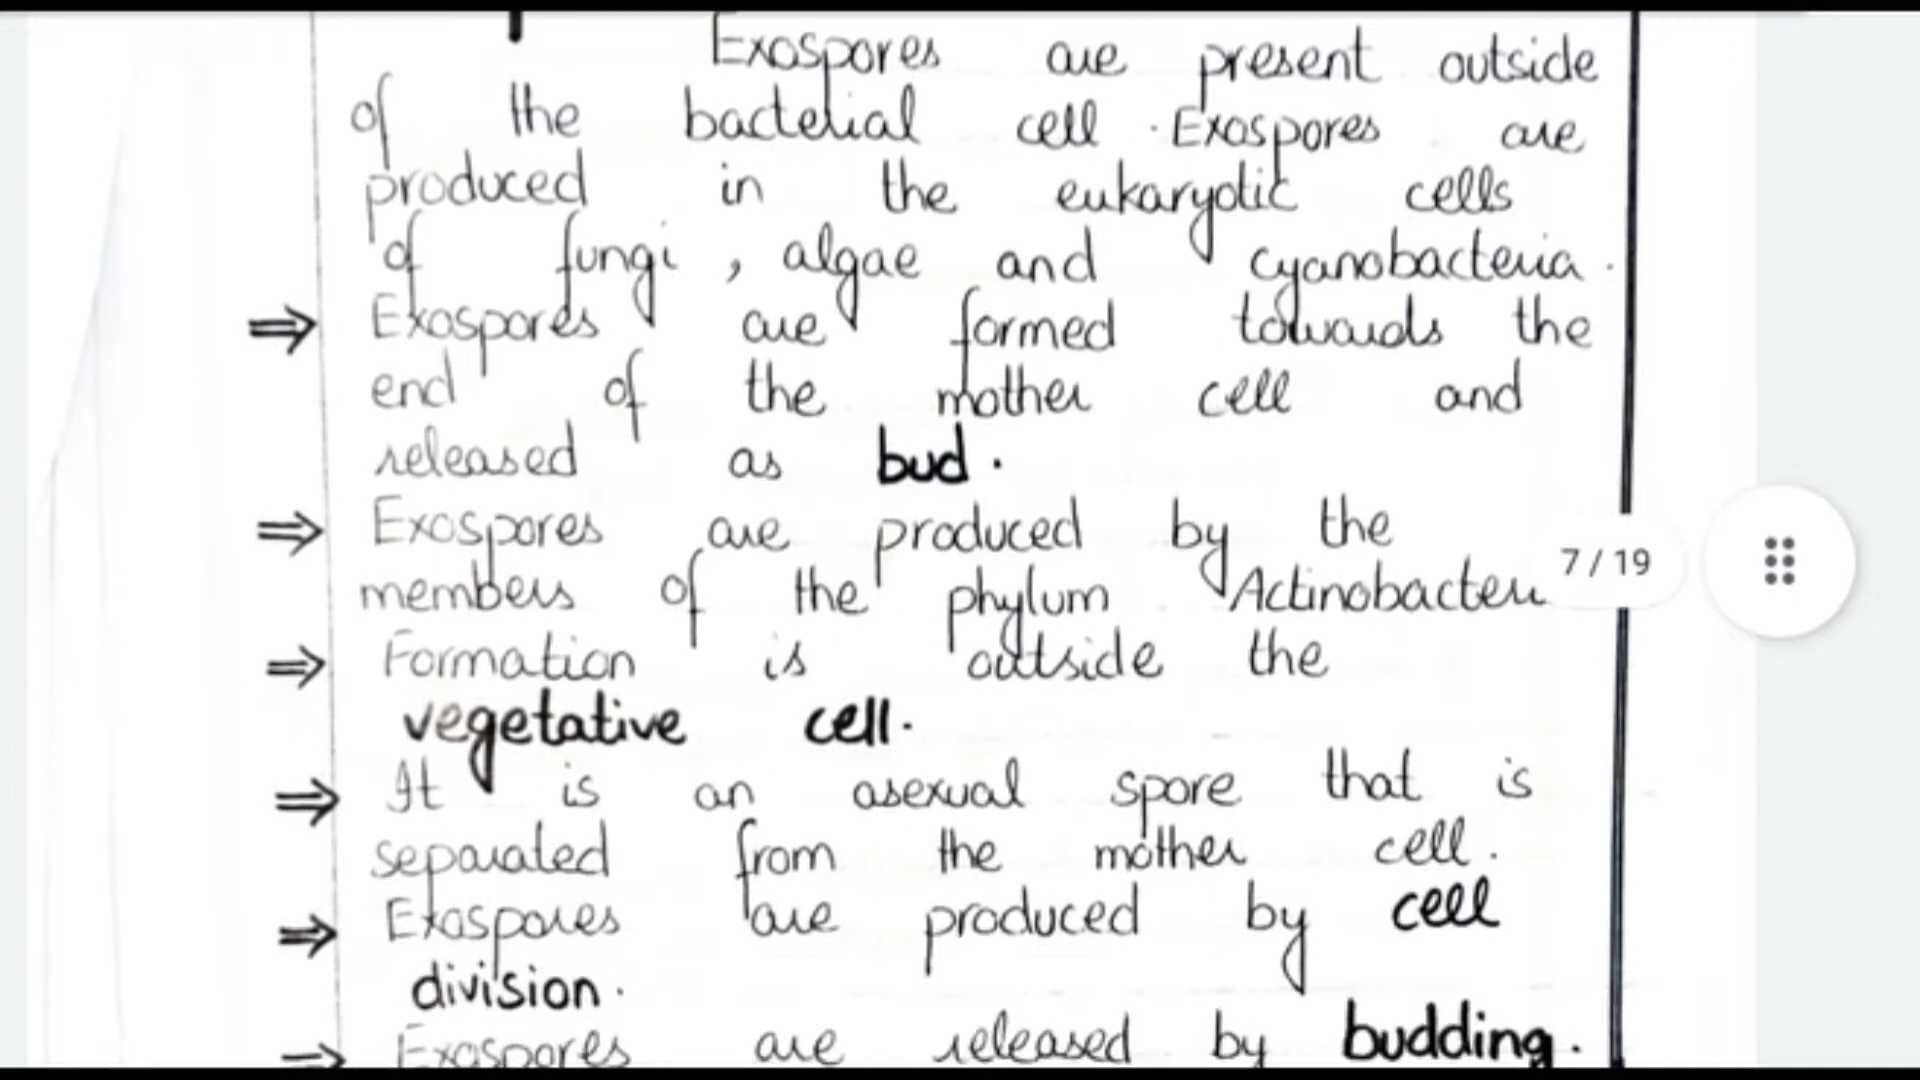 Exospores are present outside
of the bacterial cell . Exospores are
produced in the eukaryotic cells
of fungi , algae and cyanobacteria .
⇒ Exospores are formed towards the
end of the mother cell and
released as bud .
⇒ Exospores are produced by the
members of the phylum Actinobacteri
7 / 19
⇒ Formation is outside the
vegetative cell .
⇒ It is an asexual spore that is
separated from the mother cell .
⇒ Exospores are produced by cell
division .
⇒ Exospores are released by budding .